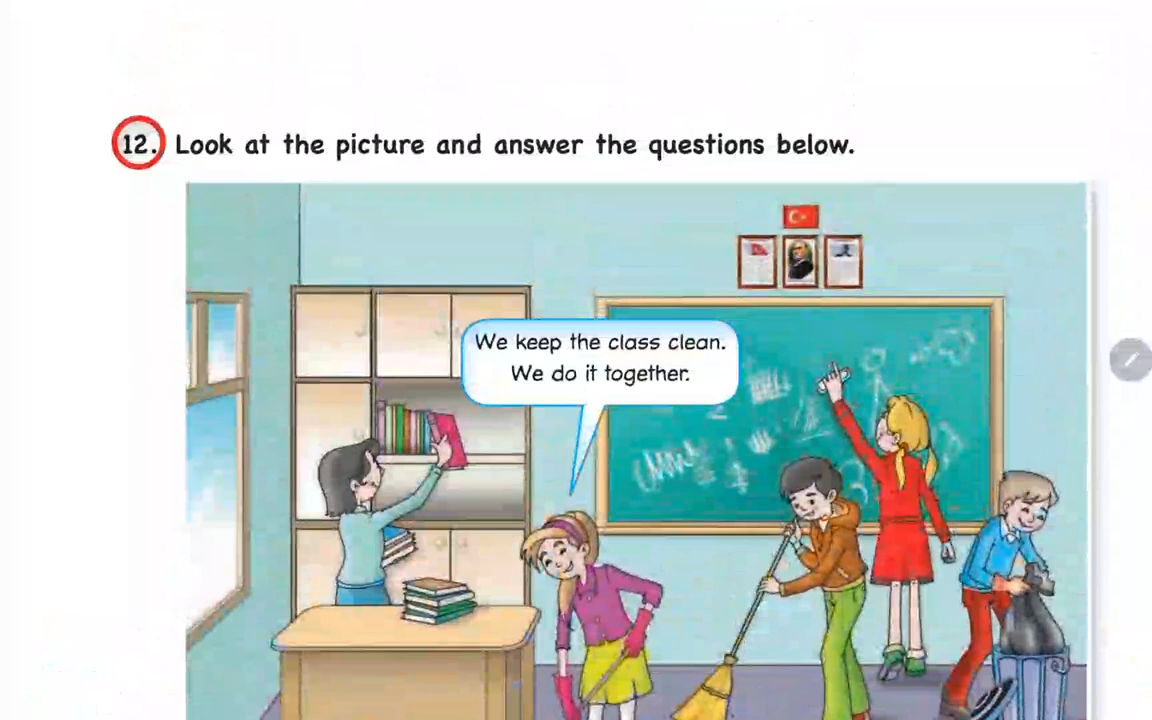 12. Look at the picture and answer the questions below.
We keep the class clean.
We do it together.